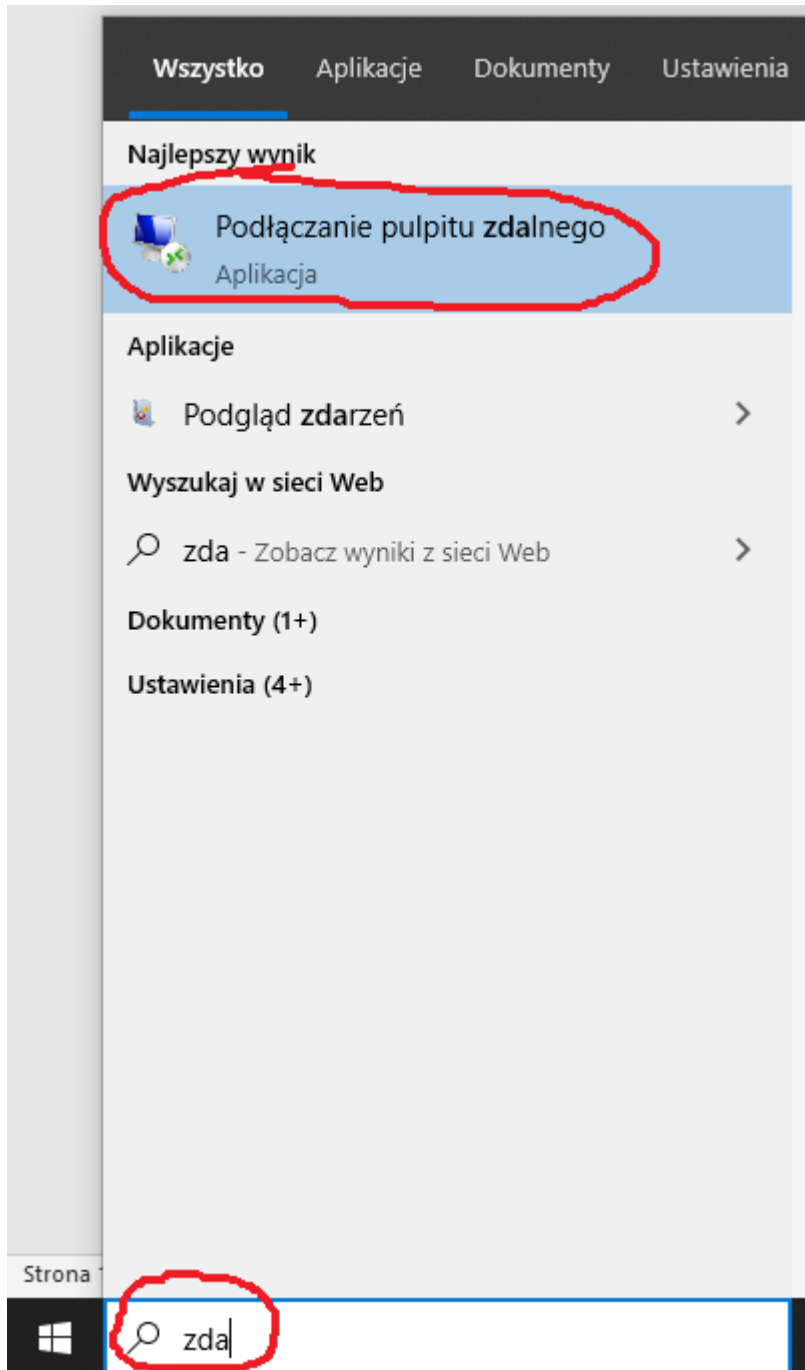 Wszystko Aplikacje Dokumenty Ustawienia
Najlepszy wynik
Podłączanie pulpitu zdalnego
Aplikacja
Aplikacje
Podgląd zdarzeń
Wyszukaj w sieci Web
zda - Zobacz wyniki z sieci Web
Dokumenty (1+)
Ustawienia (4+)
Strona
zda